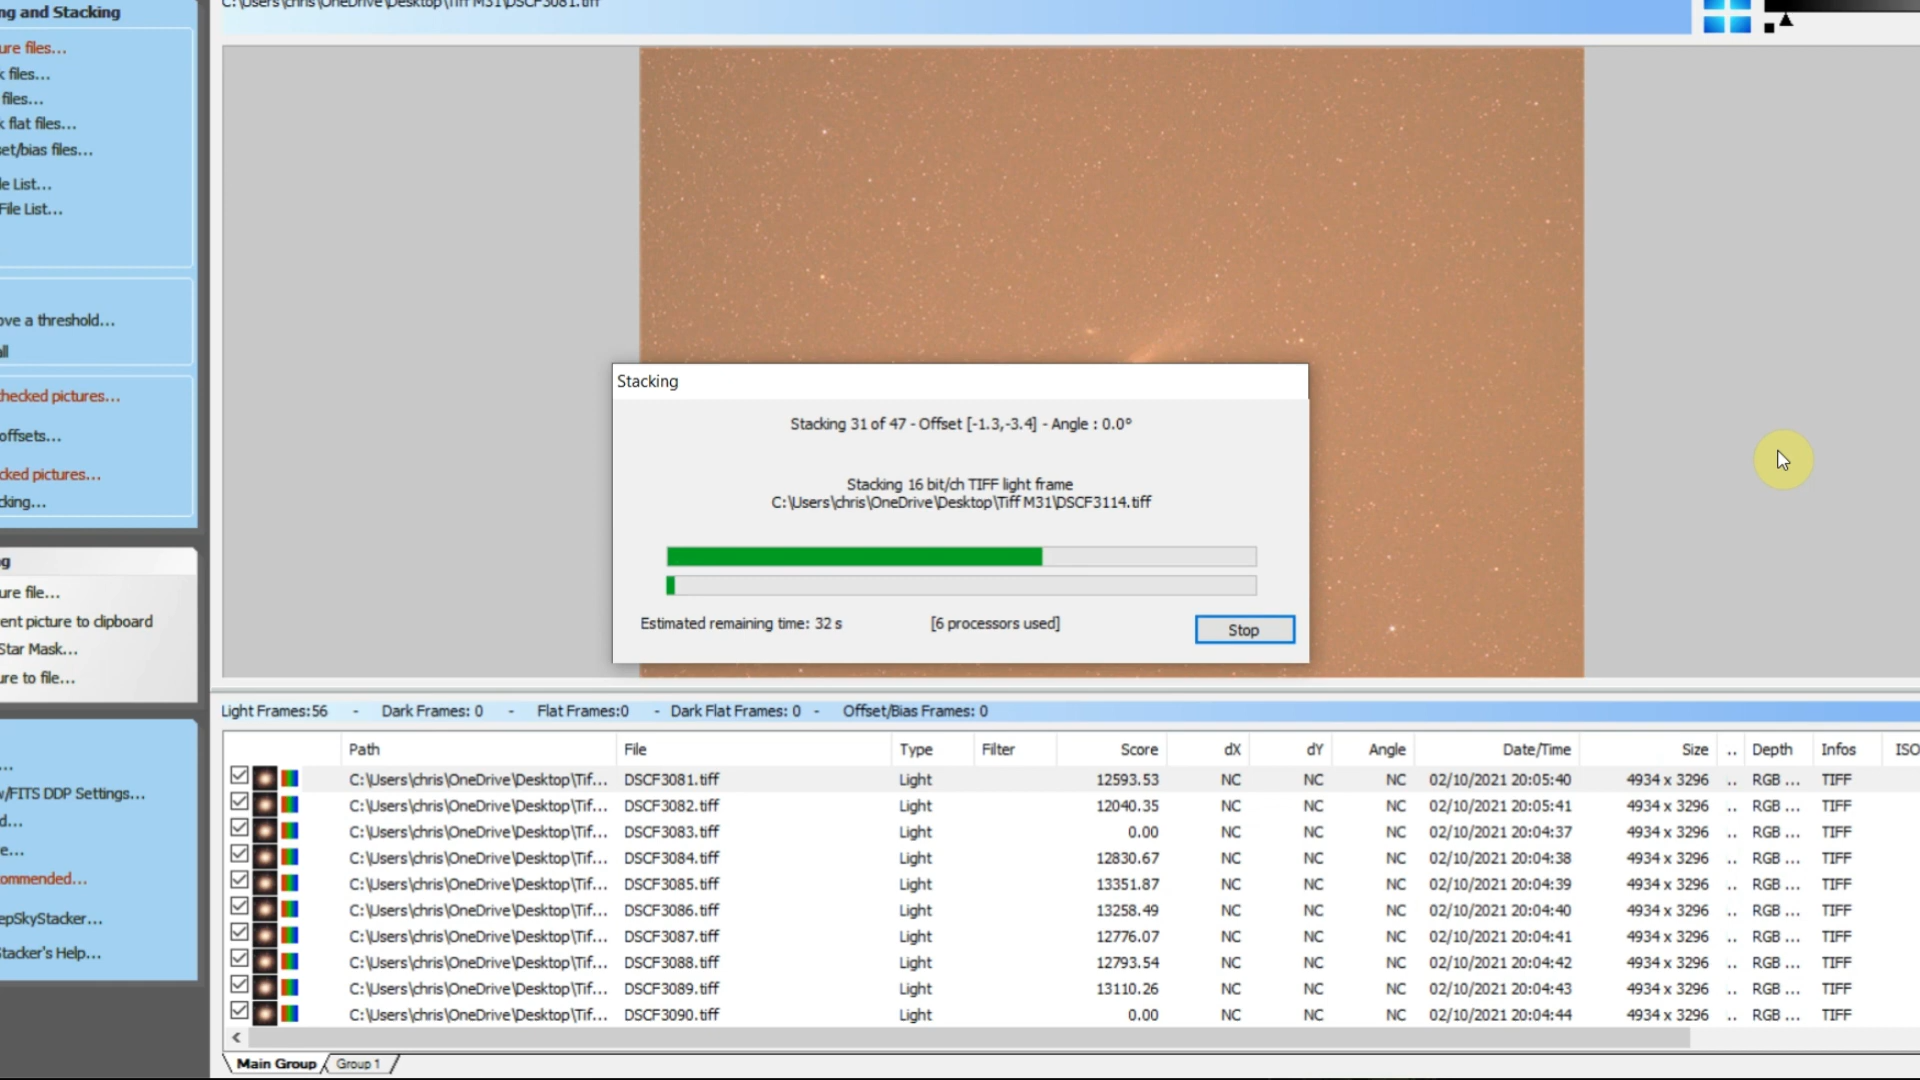 C:\Users\chris\OneDrive\Desktop\Tiff M31\DSCF3081.tiff
ng and Stacking
ure files...
k files...
files...
k flat files...
set/bias files...
le List...
File List...
ove a threshold...
all
hecked pictures...
offsets...
cked pictures...
cking...
g
ure file...
ent picture to clipboard
Star Mask...
ure to file...
...
w/FITS DDP Settings...
d...
e...
ommended...
epSkyStacker...
Stacker's Help...
Stacking
Stacking 31 of 47 - Offset [-1.3,-3.4] - Angle : 0.0°
Stacking 16 bit/ch TIFF light frame
C:\Users\chris\OneDrive\Desktop\Tiff M31\DSCF3114.tiff
Estimated remaining time: 32 s [6 processors used] Stop
Light Frames:56 - Dark Frames: 0 - Flat Frames:0 - Dark Flat Frames: 0 - Offset/Bias Frames: 0
Path File Type Filter Score dX dY Angle Date/Time Size .. Depth Infos ISO
C:\Users\chris\OneDrive\Desktop\Tif... DSCF3081.tiff Light 12593.53 NC NC NC 02/10/2021 20:05:40 4934 x 3296 .. RGB ... TIFF
C:\Users\chris\OneDrive\Desktop\Tif... DSCF3082.tiff Light 12040.35 NC NC NC 02/10/2021 20:05:41 4934 x 3296 .. RGB ... TIFF
C:\Users\chris\OneDrive\Desktop\Tif... DSCF3083.tiff Light 0.00 NC NC NC 02/10/2021 20:04:37 4934 x 3296 .. RGB ... TIFF
C:\Users\chris\OneDrive\Desktop\Tif... DSCF3084.tiff Light 12830.67 NC NC NC 02/10/2021 20:04:38 4934 x 3296 .. RGB ... TIFF
C:\Users\chris\OneDrive\Desktop\Tif... DSCF3085.tiff Light 13351.87 NC NC NC 02/10/2021 20:04:39 4934 x 3296 .. RGB ... TIFF
C:\Users\chris\OneDrive\Desktop\Tif... DSCF3086.tiff Light 13258.49 NC NC NC 02/10/2021 20:04:40 4934 x 3296 .. RGB ... TIFF
C:\Users\chris\OneDrive\Desktop\Tif... DSCF3087.tiff Light 12776.07 NC NC NC 02/10/2021 20:04:41 4934 x 3296 .. RGB ... TIFF
C:\Users\chris\OneDrive\Desktop\Tif... DSCF3088.tiff Light 12793.54 NC NC NC 02/10/2021 20:04:42 4934 x 3296 .. RGB ... TIFF
C:\Users\chris\OneDrive\Desktop\Tif... DSCF3089.tiff Light 13110.26 NC NC NC 02/10/2021 20:04:43 4934 x 3296 .. RGB ... TIFF
C:\Users\chris\OneDrive\Desktop\Tif... DSCF3090.tiff Light 0.00 NC NC NC 02/10/2021 20:04:44 4934 x 3296 .. RGB ... TIFF
Main Group Group 1